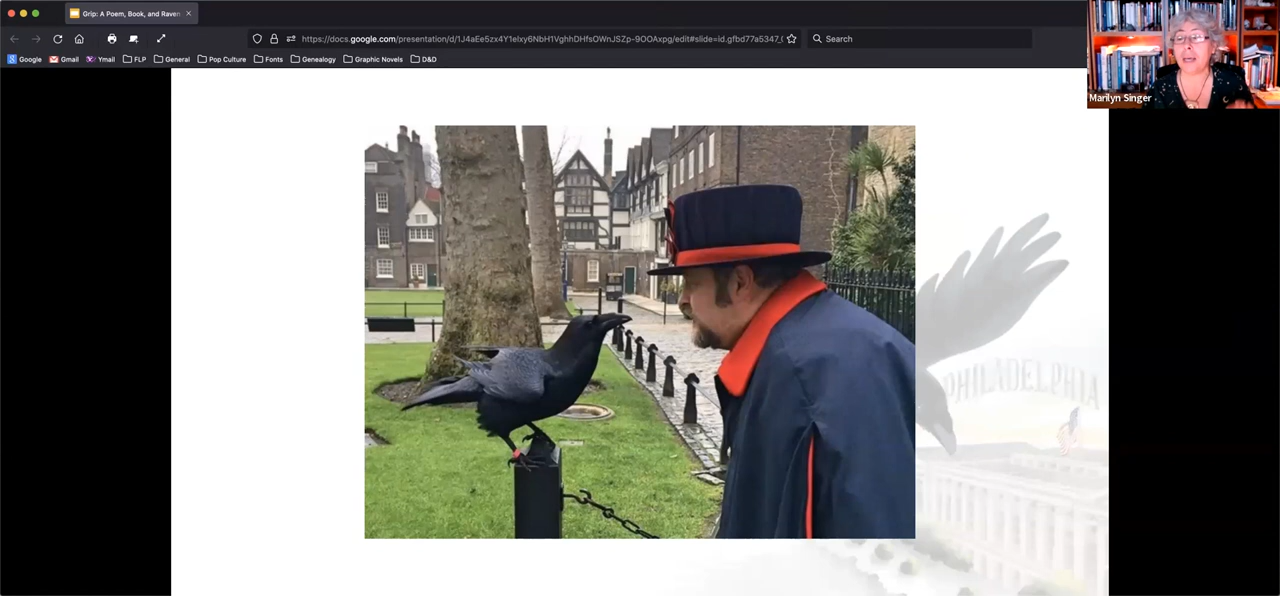 Grip: A Poem, Book, and Raven
https://docs.google.com/presentation/d/1J4aEe5zx4Y1elxy6NbH1VghhDHfsOWnJSZp-9OOAxpg/edit#slide=id.gfbd77a5347_
Search
Google
Gmail
Ymail
FLP
General
Pop Culture
Fonts
Genealogy
Graphic Novels
D&D
Marilyn Singer
PHILADELPHIA